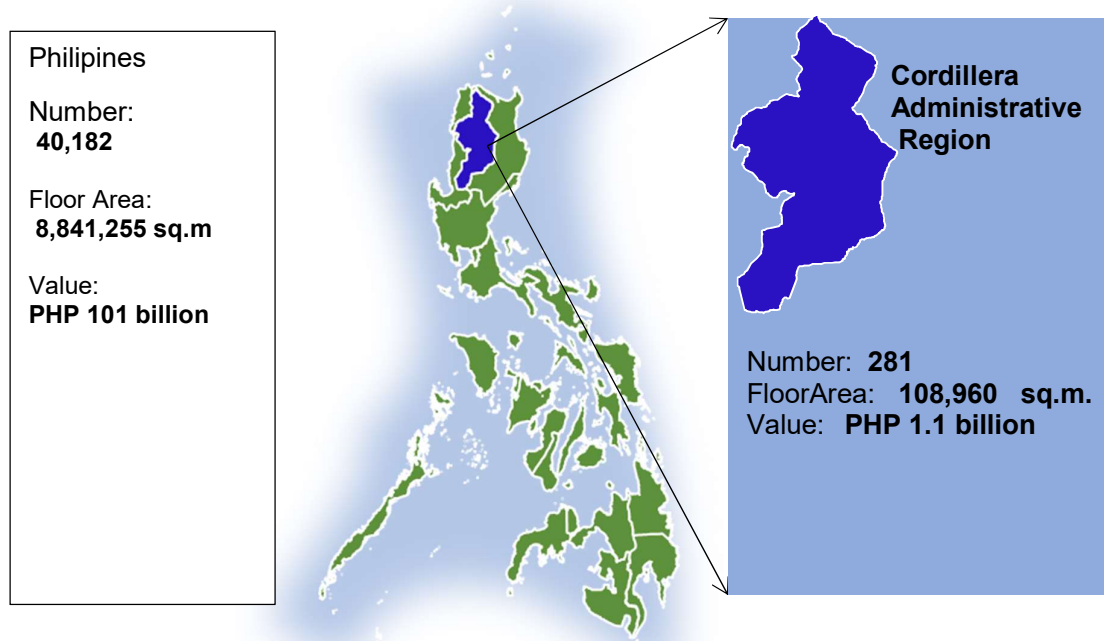 Philipines
Number:
40,182
Floor Area:
8,841,255 sq.m
Value:
PHP 101 billion
Cordillera
Administrative
Region
Number: 281
FloorArea: 108,960 sq.m.
Value: PHP 1.1 billion